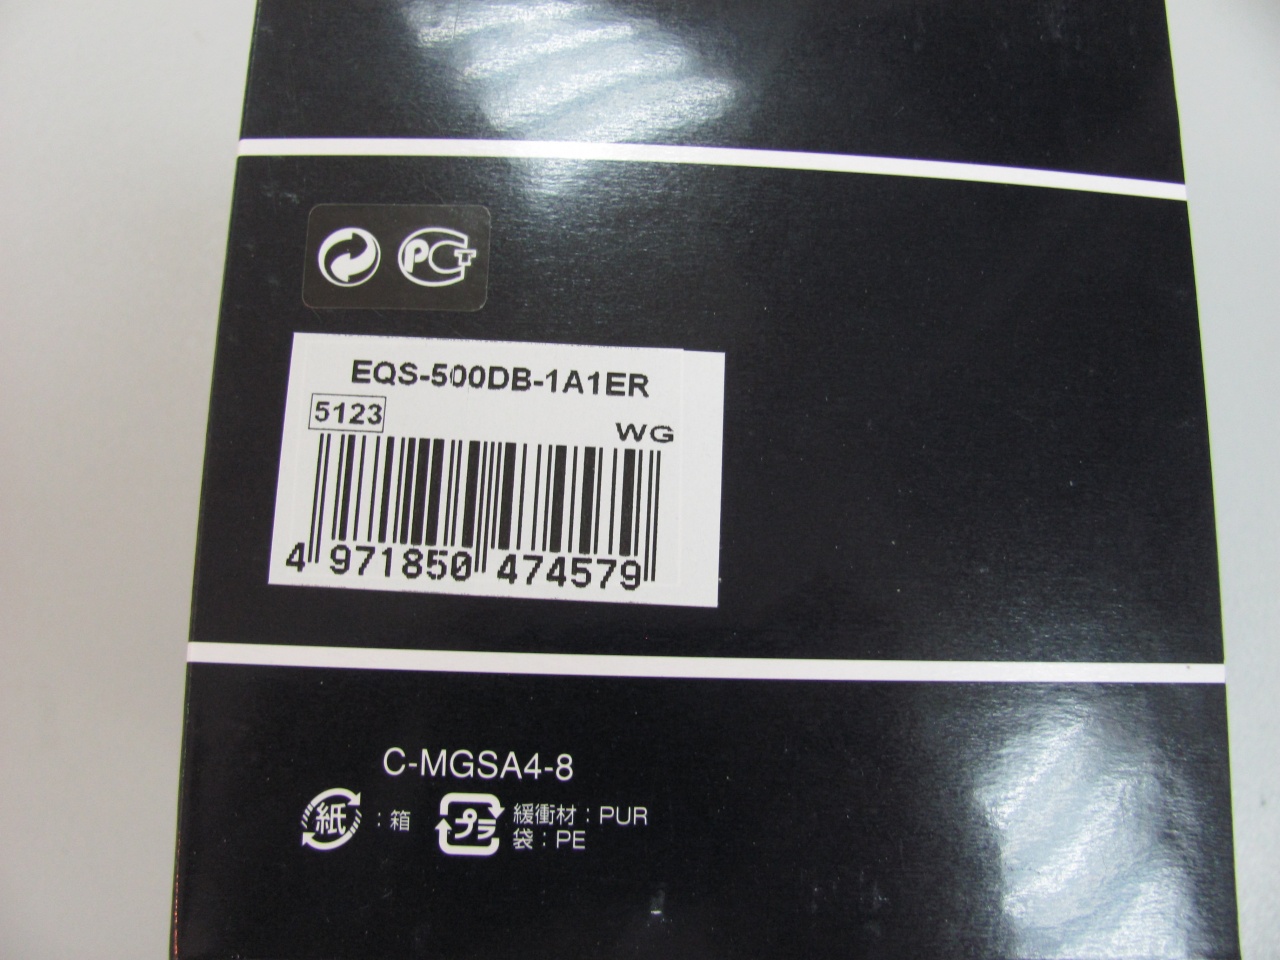 PCT
EQS-500DB-1A1ER
5123
WG
4 971850 474579
C-MGSA4-8
紙 : 箱
プラ 緩衝材 : PUR
袋 : PE